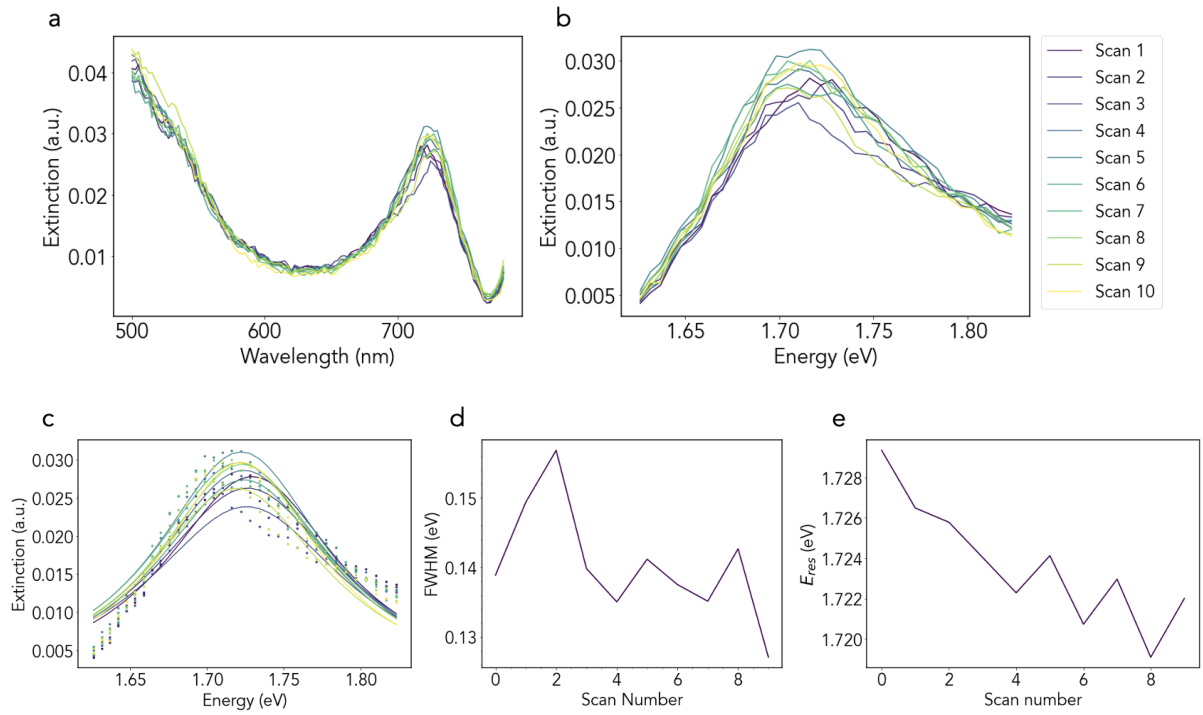 a
b
0.04
0.03
0.02
0.01
Extinction (a.u.)
500
600
700
Wavelength (nm)
0.030
0.025
0.020
0.015
0.010
0.005
Extinction (a.u.)
1.65
1.70
1.75
1.80
Energy (eV)
Scan 1
Scan 2
Scan 3
Scan 4
Scan 5
Scan 6
Scan 7
Scan 8
Scan 9
Scan 10
c
d
e
0.030
0.025
0.020
0.015
0.010
0.005
Extinction (a.u.)
1.65
1.70
1.75
1.80
Energy (eV)
0.15
0.14
0.13
FWHM (eV)
0
2
4
6
8
Scan Number
1.728
1.726
1.724
1.722
1.720
E_res (eV)
0
2
4
6
8
Scan number